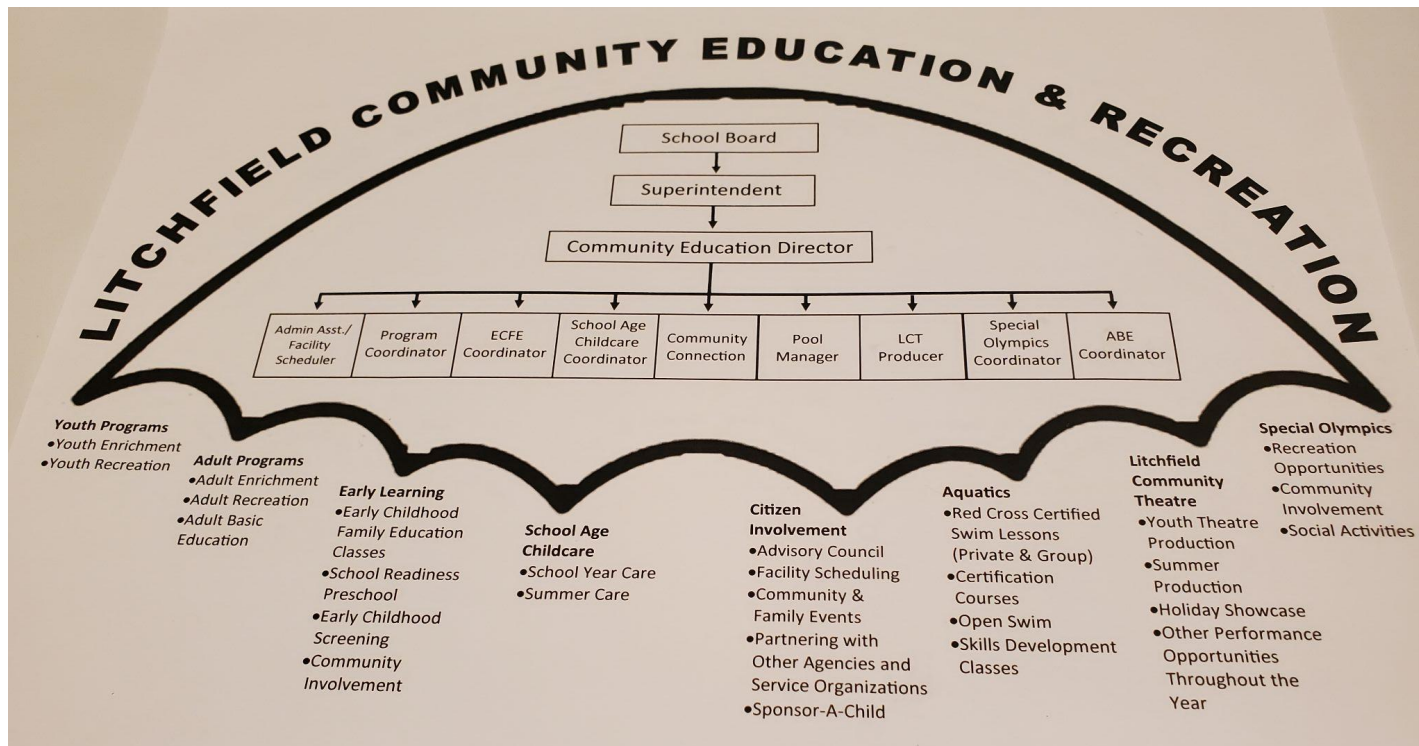 LITCHFIELD COMMUNITY EDUCATION & RECREATION
School Board
Superintendent
Community Education Director
Admin Asst./
Facility
Scheduler
Program
Coordinator
ECFE
Coordinator
School Age
Childcare
Coordinator
Community
Connection
Pool
Manager
LCT
Producer
Special
Olympics
Coordinator
ABE
Coordinator
Youth Programs
•Youth Enrichment
•Youth Recreation
Adult Programs
•Adult Enrichment
•Adult Recreation
•Adult Basic
Education
Early Learning
•Early Childhood
Family Education
Classes
•School Readiness
Preschool
•Early Childhood
Screening
•Community
Involvement
School Age
Childcare
•School Year Care
•Summer Care
Citizen
Involvement
•Advisory Council
•Facility Scheduling
•Community &
Family Events
•Partnering with
Other Agencies and
Service Organizations
•Sponsor-A-Child
Aquatics
•Red Cross Certified
Swim Lessons
(Private & Group)
•Certification
Courses
•Open Swim
•Skills Development
Classes
Litchfield
Community
Theatre
•Youth Theatre
Production
•Summer
Production
•Holiday Showcase
•Other Performance
Opportunities
Throughout the
Year
Special Olympics
•Recreation
Opportunities
•Community
Involvement
•Social Activities